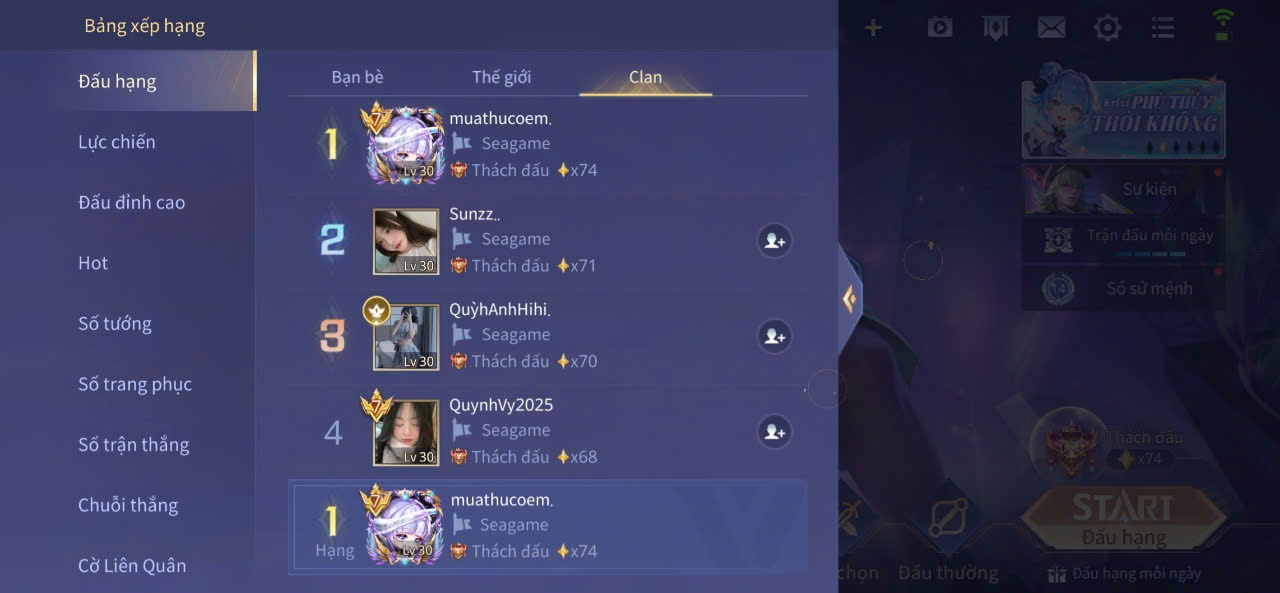 Bảng xếp hạng
Đấu hạng
Lực chiến
Đấu đỉnh cao
Hot
Số tướng
Số trang phục
Số trận thắng
Chuỗi thắng
Cờ Liên Quân
Bạn bè
Thế giới
Clan
1
7
Lv 30
muathucoem.
Seagame
Thách đấu x74
2
Lv 30
Sunzz..
Seagame
Thách đấu x71
3
Lv 30
QuỳhAnhHihi.
Seagame
Thách đấu x70
4
7
Lv 30
QuynhVy2025
Seagame
Thách đấu x68
1
Hạng
7
Lv 30
muathucoem.
Seagame
Thách đấu x74
Krixi PHÙ THỦY
THỜI KHÔNG
Sự kiện
Trận đấu mỗi ngày
14
Sổ sứ mệnh
Thách đấu
x74
START
Đấu hạng
chọn
Đấu thường
Đấu hạng mỗi ngày